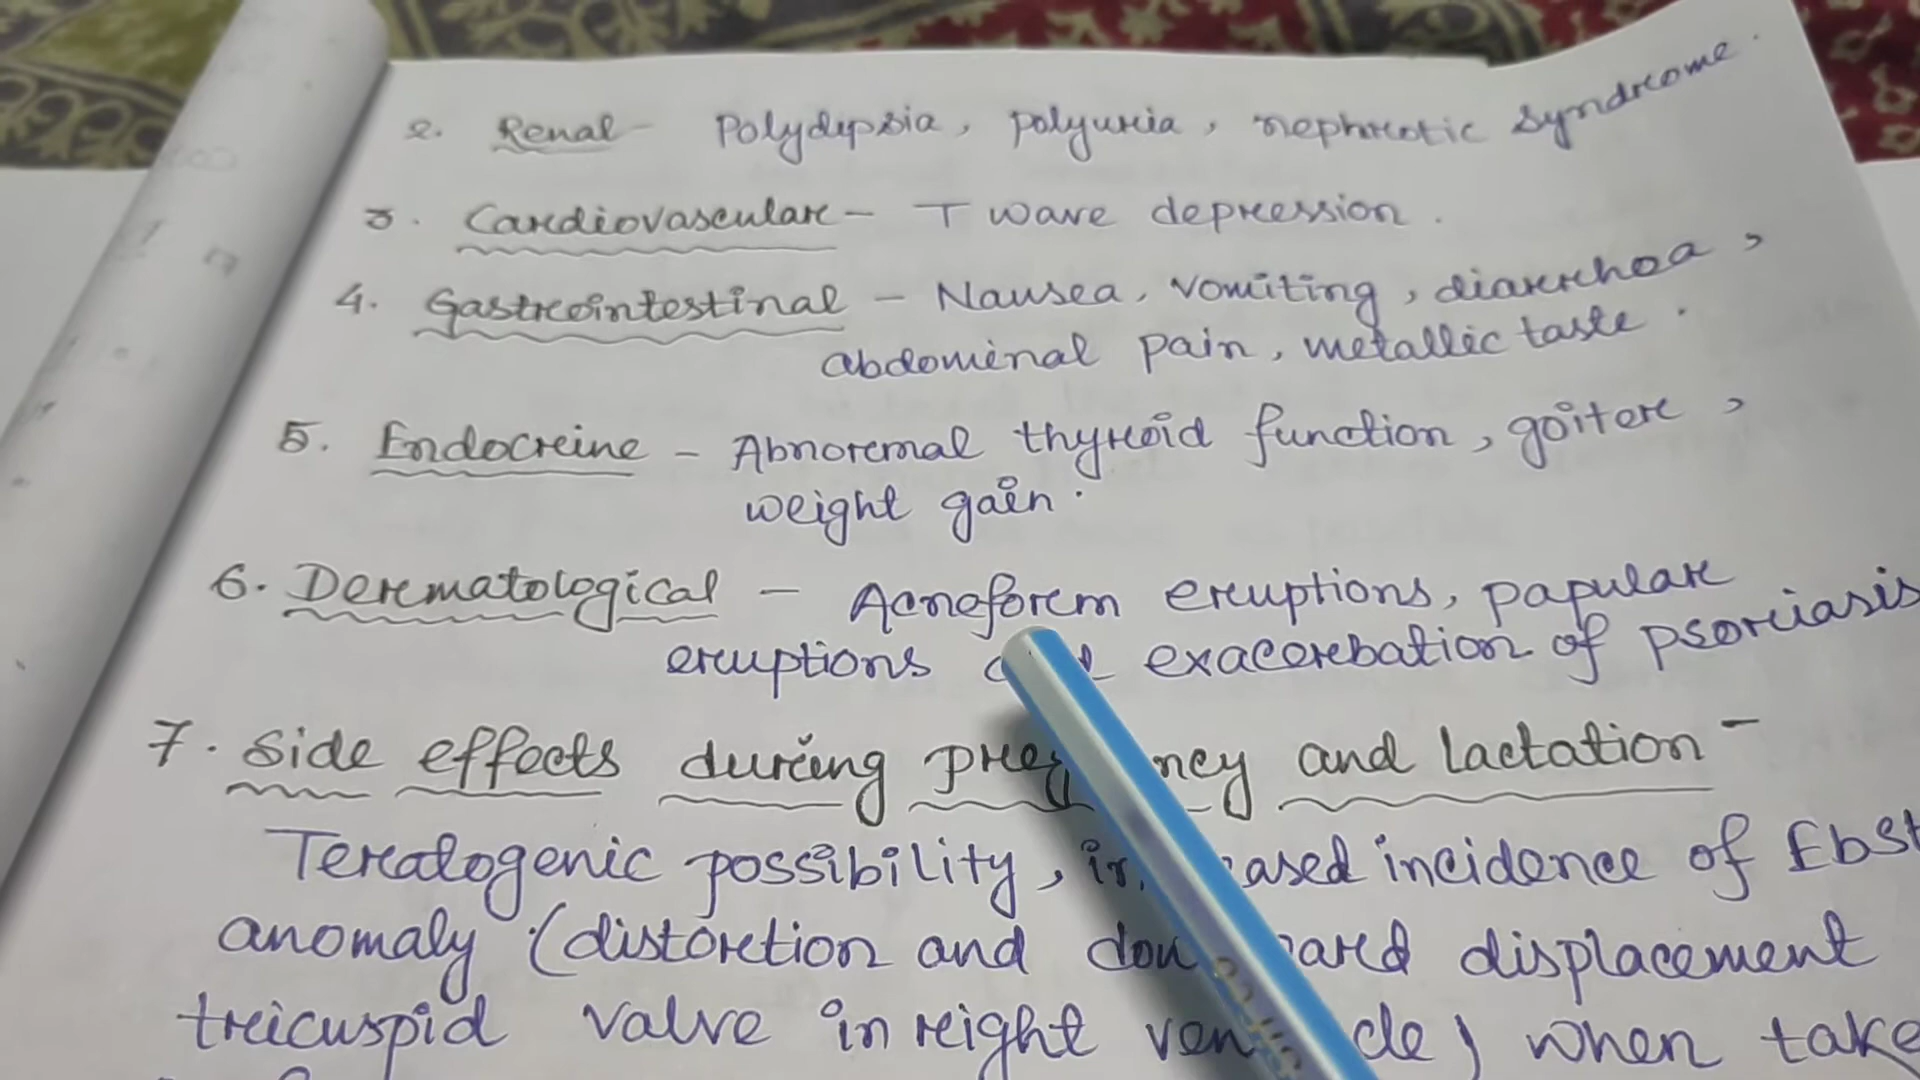 2. Renal - Polydipsia, polyuria, nephrotic syndrome.
3. Cardiovascular - T wave depression.
4. Gastrointestinal - Nausea, vomiting, diarrhoea,
abdominal pain, metallic taste.
5. Endocrine - Abnormal thyroid function, goiter,
weight gain.
6. Dermatological - Acneform eruptions, papular
eruptions exacerbation of psoriasis
7. Side effects during and lactation -
Teratogenic possibility, incidence of Ebst
anomaly (distortion and displacement
tricuspid valve in right when take